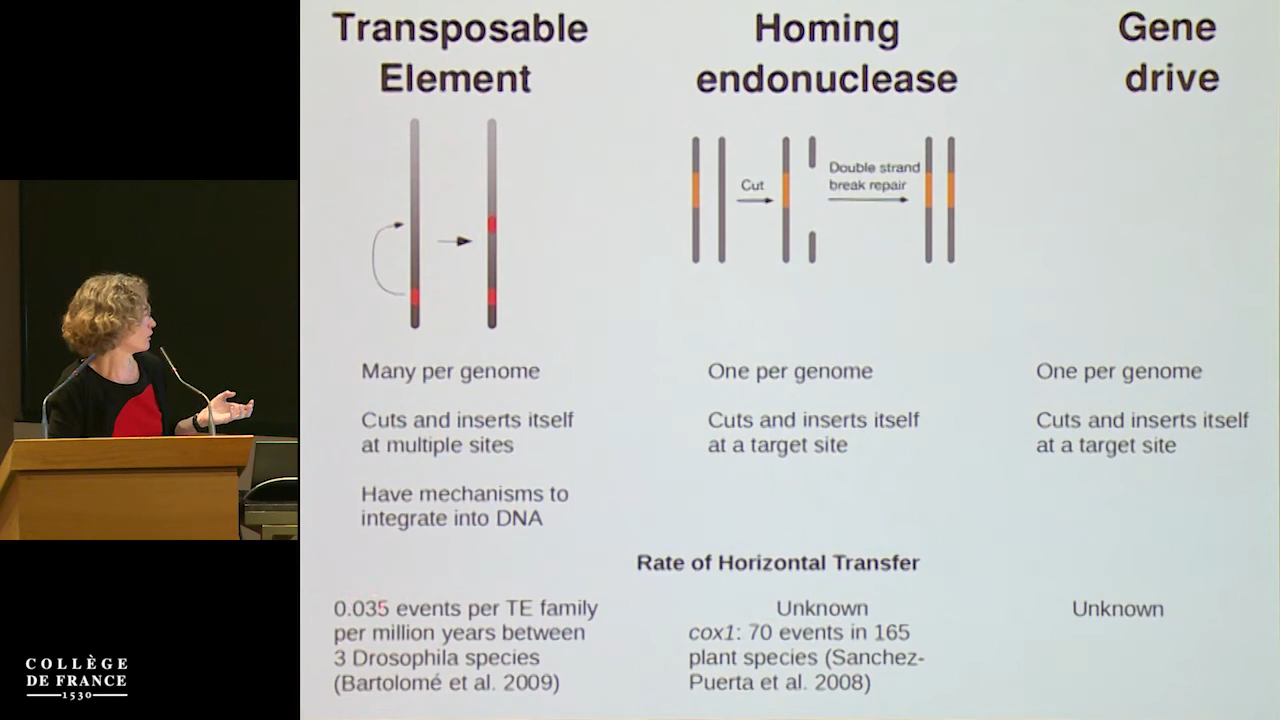 Transposable
Element
Homing
endonuclease
Gene
drive
Cut
Double strand
break repair
Many per genome
One per genome
One per genome
Cuts and inserts itself
at multiple sites
Cuts and inserts itself
at a target site
Cuts and inserts itself
at a target site
Have mechanisms to
integrate into DNA
Rate of Horizontal Transfer
0.035 events per TE family
per million years between
3 Drosophila species
(Bartolomé et al. 2009)
Unknown
cox1: 70 events in 165
plant species (Sanchez-
Puerta et al. 2008)
Unknown
COLLÈGE
DE FRANCE
1530